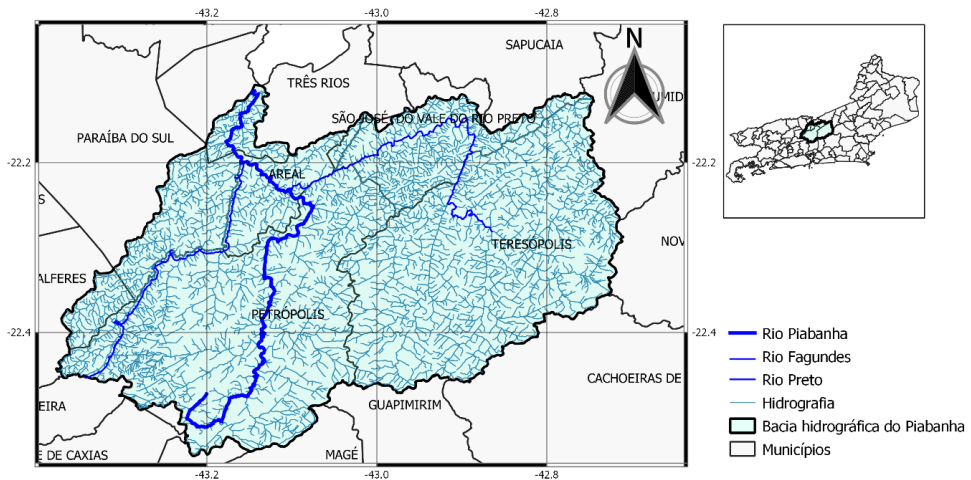 -43.2 -43.0 -42.8
SAPUCAIA
N
TRÊS RIOS
UMID
SÃO JOSÉ DO VALE DO RIO PRETO
PARAÍBA DO SUL
-22.2 -22.2
AREAL
S
TERESÓPOLIS
NOV
ALFERES
PETRÓPOLIS
-22.4 -22.4
Rio Piabanha
Rio Fagundes
Rio Preto
Hidrografia
Bacia hidrográfica do Piabanha
Municípios
CACHOEIRAS DE
EIRA
GUAPIMIRIM
E DE CAXIAS
MAGÉ
-43.2 -43.0 -42.8